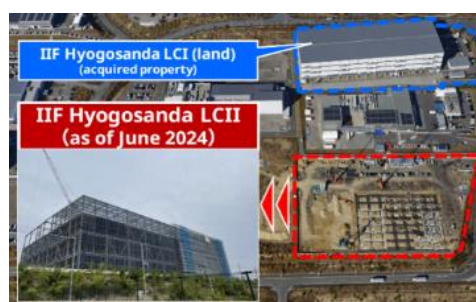 IIF Hyogosanda LCI (land)
(acquired property)
IIF Hyogosanda LCII
(as of June 2024)